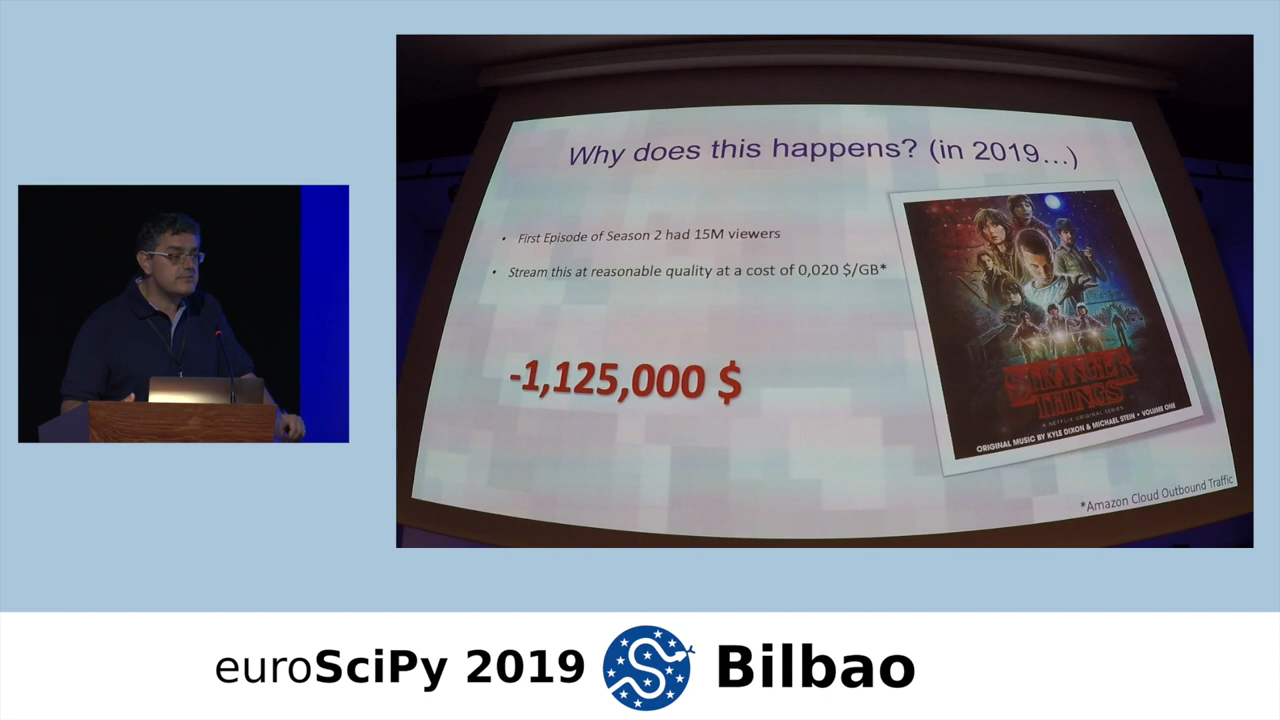 Why does this happens? (in 2019...)
• First Episode of Season 2 had 15M viewers
• Stream this at reasonable quality at a cost of 0,020 $/GB*
-1,125,000 $
STRANGER
THINGS
A NETFLIX ORIGINAL SERIES
ORIGINAL MUSIC BY KYLE DIXON & MICHAEL STEIN • VOLUME ONE
*Amazon Cloud Outbound Traffic
euroSciPy 2019 Bilbao